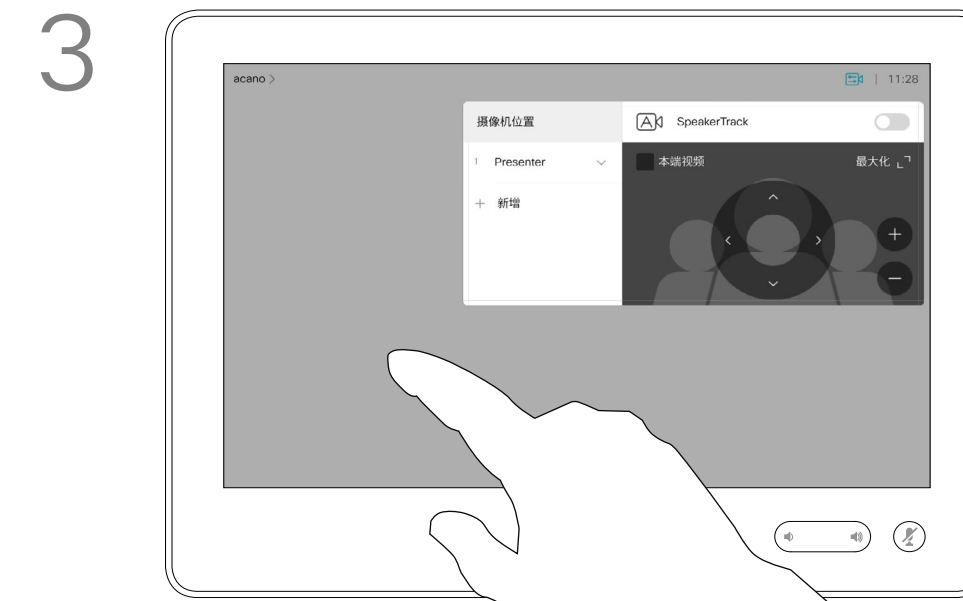 3
acano >
11:28
摄像机位置
SpeakerTrack
1 Presenter
本端视频
最大化
+ 新增